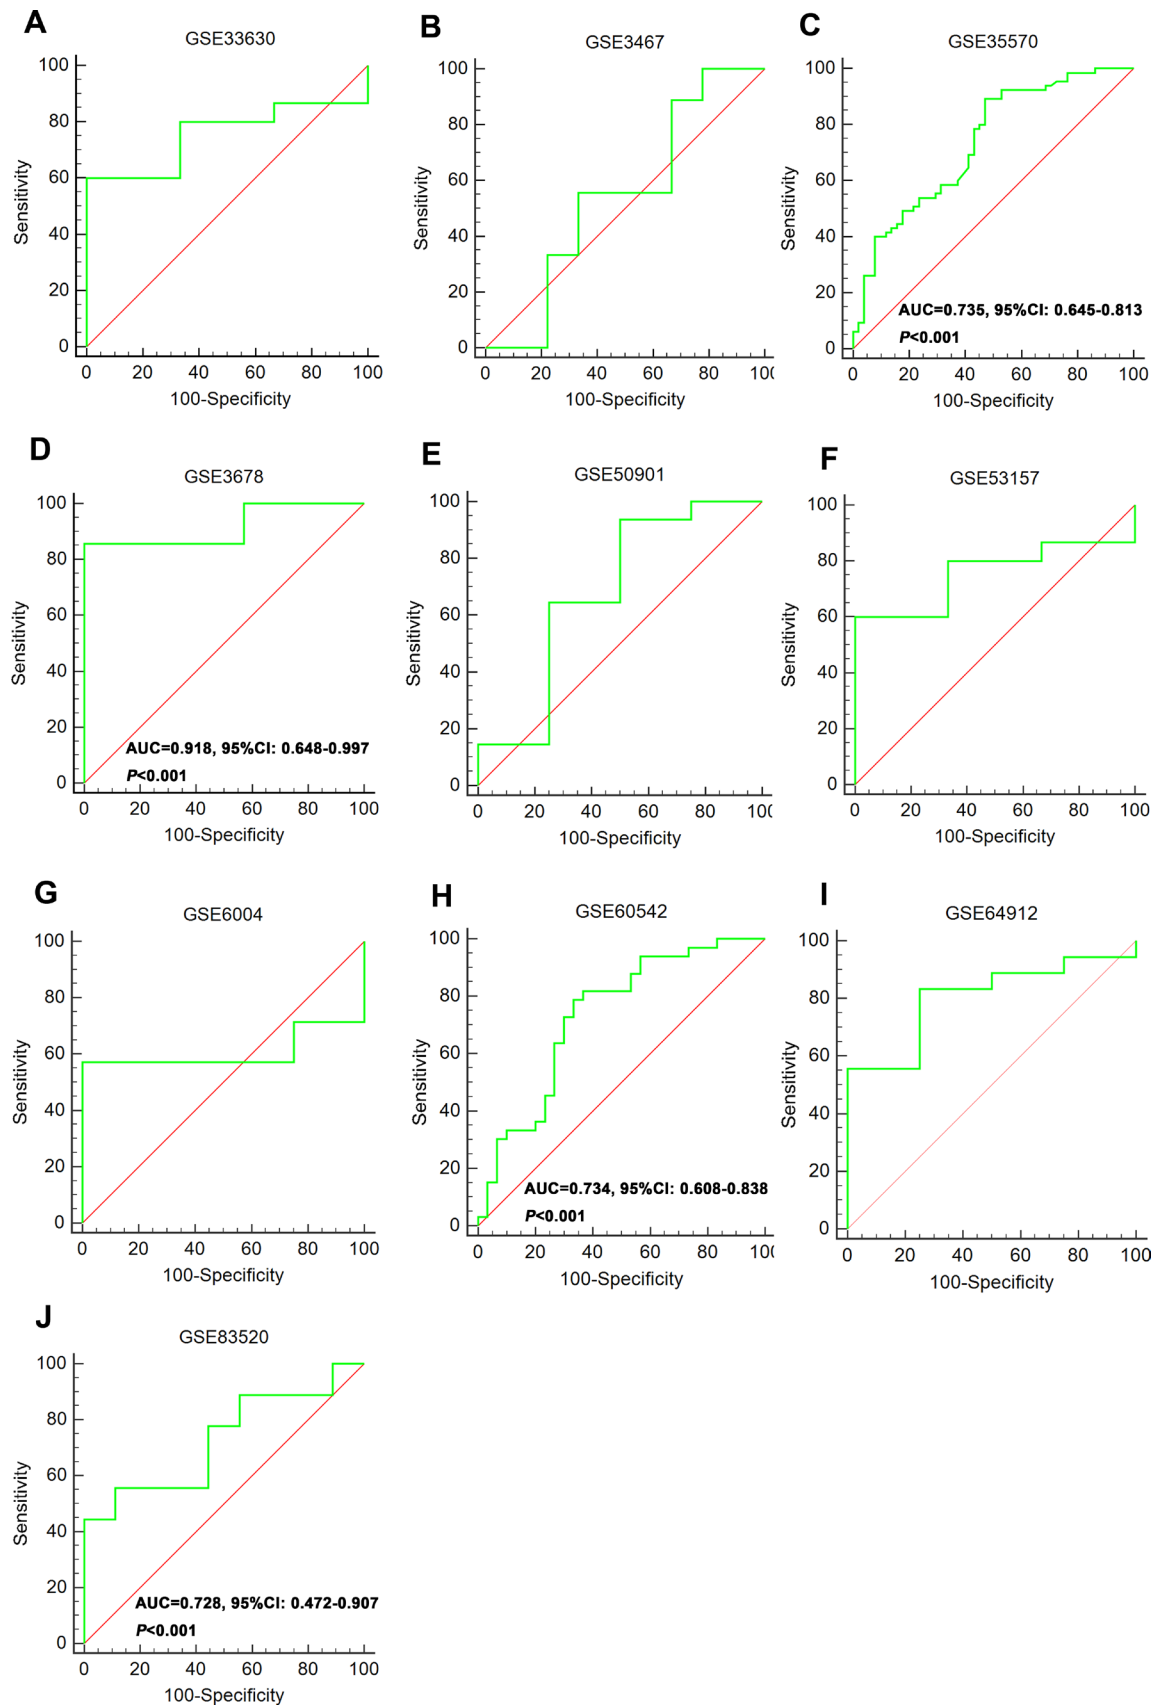 A
GSE33630
100
80
60
40
20
0
Sensitivity
0 20 40 60 80 100
100-Specificity
B
GSE3467
100
80
60
40
20
0
Sensitivity
0 20 40 60 80 100
100-Specificity
C
GSE35570
100
80
60
40
20
0
Sensitivity
AUC=0.735, 95%CI: 0.645-0.813
P<0.001
0 20 40 60 80 100
100-Specificity
D
GSE3678
100
80
60
40
20
0
Sensitivity
AUC=0.918, 95%CI: 0.648-0.997
P<0.001
0 20 40 60 80 100
100-Specificity
E
GSE50901
100
80
60
40
20
0
Sensitivity
0 20 40 60 80 100
100-Specificity
F
GSE53157
100
80
60
40
20
0
Sensitivity
0 20 40 60 80 100
100-Specificity
G
GSE6004
100
80
60
40
20
0
Sensitivity
0 20 40 60 80 100
100-Specificity
H
GSE60542
100
80
60
40
20
0
Sensitivity
AUC=0.734, 95%CI: 0.608-0.838
P<0.001
0 20 40 60 80 100
100-Specificity
I
GSE64912
100
80
60
40
20
0
Sensitivity
0 20 40 60 80 100
100-Specificity
J
GSE83520
100
80
60
40
20
0
Sensitivity
AUC=0.728, 95%CI: 0.472-0.907
P<0.001
0 20 40 60 80 100
100-Specificity